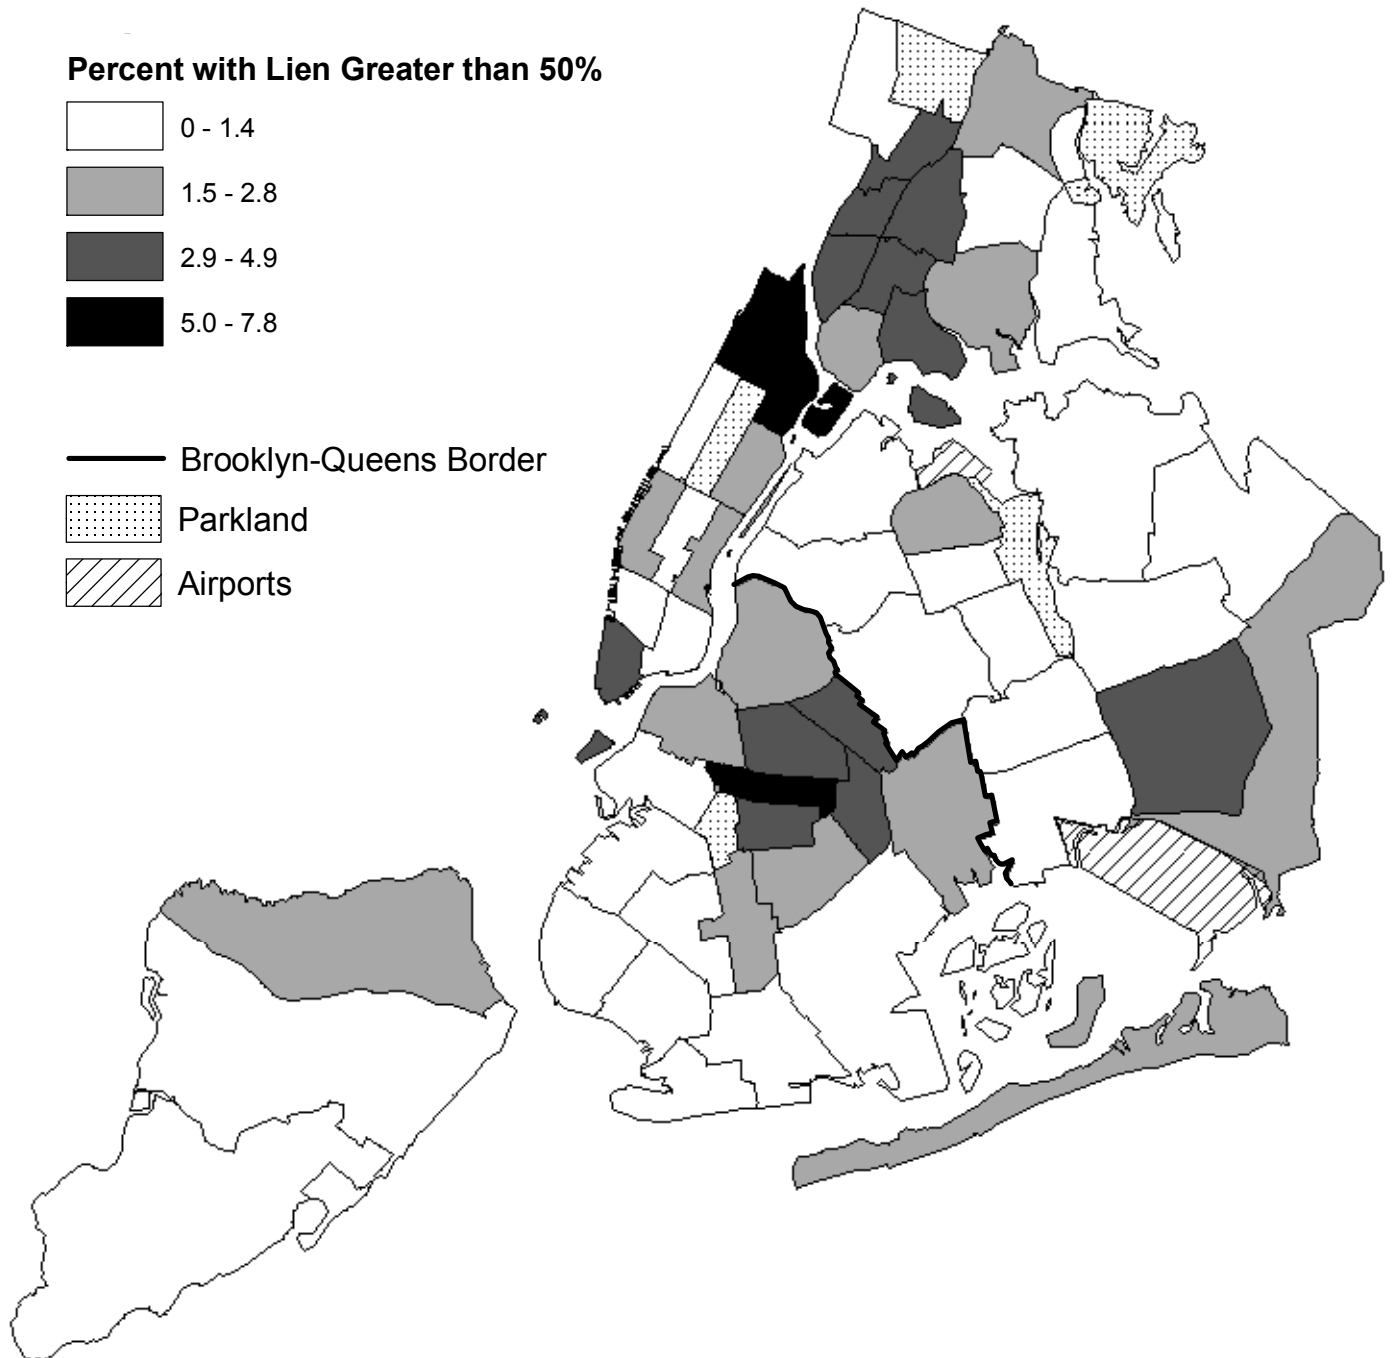 Percent with Lien Greater than 50%
0 - 1.4
1.5 - 2.8
2.9 - 4.9
5.0 - 7.8
Brooklyn-Queens Border
Parkland
Airports